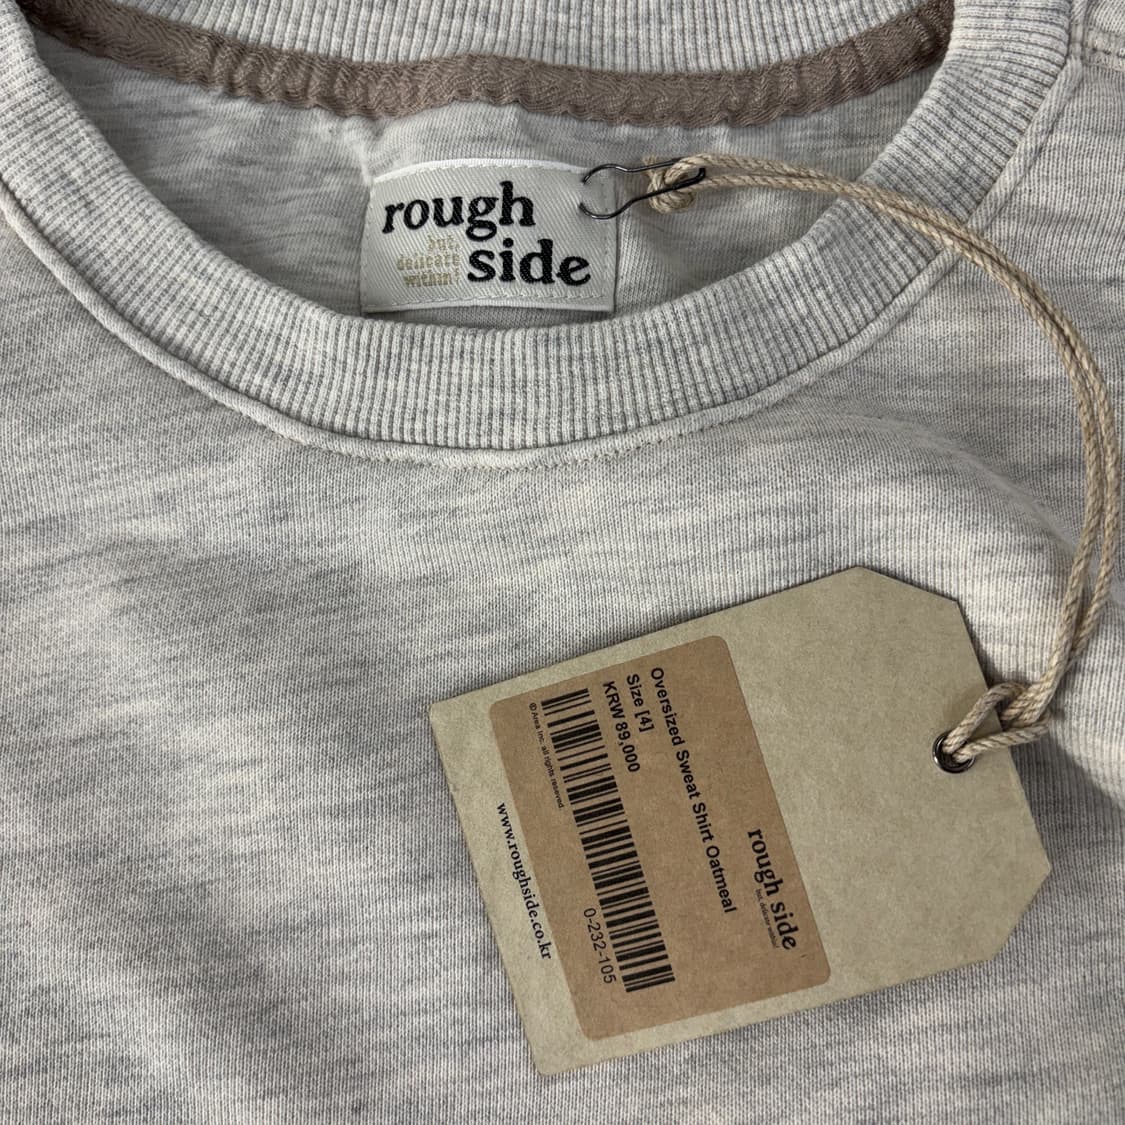 rough
but,
delicate
within!
side
rough side
but, delicate within!
Oversized Sweat Shirt Oatmeal
Size [4]
KRW 89,000
0-232-105
© Area Inc. all rights reseved.
www.roughside.co.kr